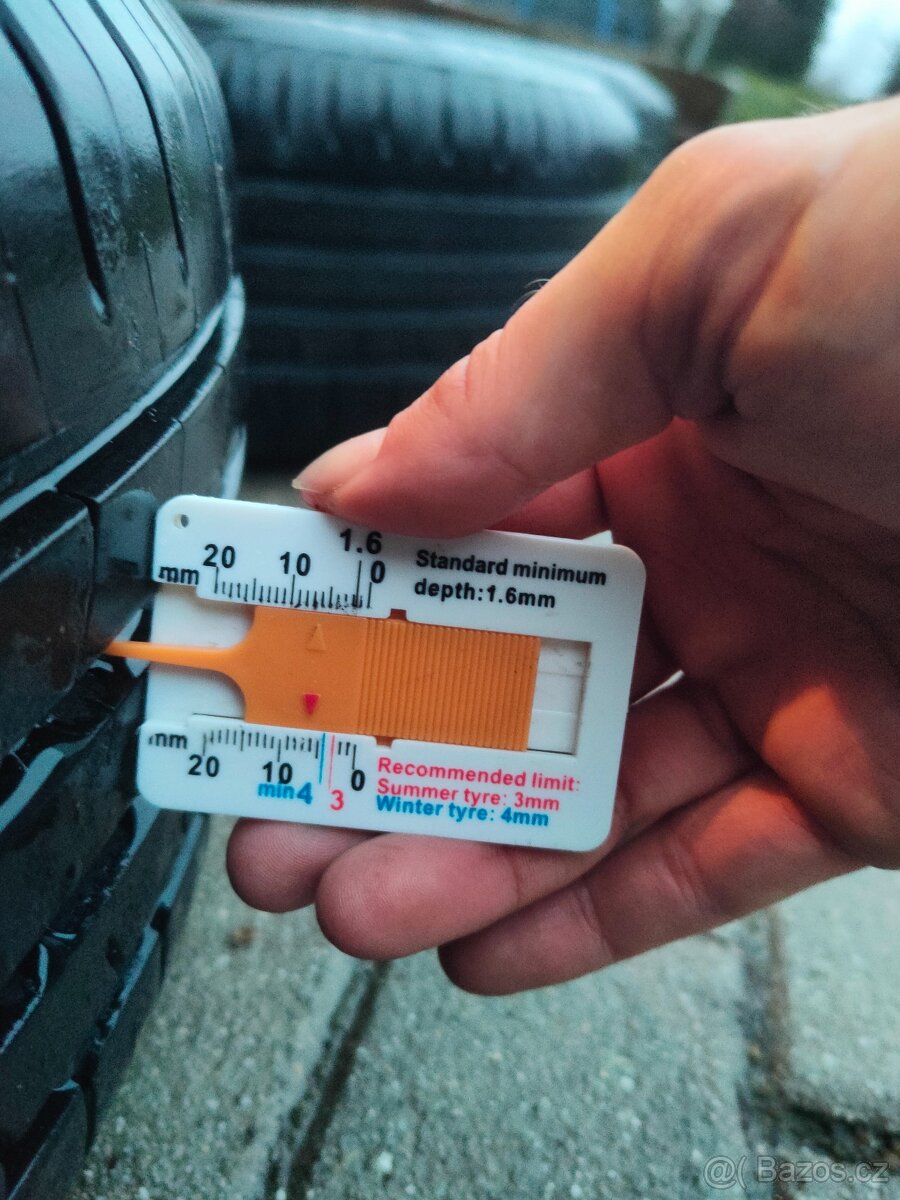 1.6
20 10 0
mm
Standard minimum
depth:1.6mm
mm
20 10 0
min4 3
Recommended limit:
Summer tyre: 3mm
Winter tyre: 4mm
@( Bazos.cz